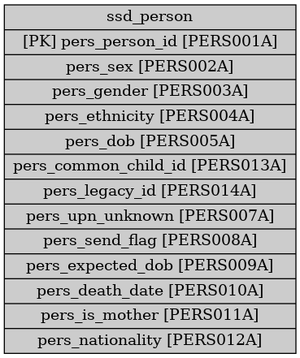 ssd_person
[PK] pers_person_id [PERS001A]
pers_sex [PERS002A]
pers_gender [PERS003A]
pers_ethnicity [PERS004A]
pers_dob [PERS005A]
pers_common_child_id [PERS013A]
pers_legacy_id [PERS014A]
pers_upn_unknown [PERS007A]
pers_send_flag [PERS008A]
pers_expected_dob [PERS009A]
pers_death_date [PERS010A]
pers_is_mother [PERS011A]
pers_nationality [PERS012A]